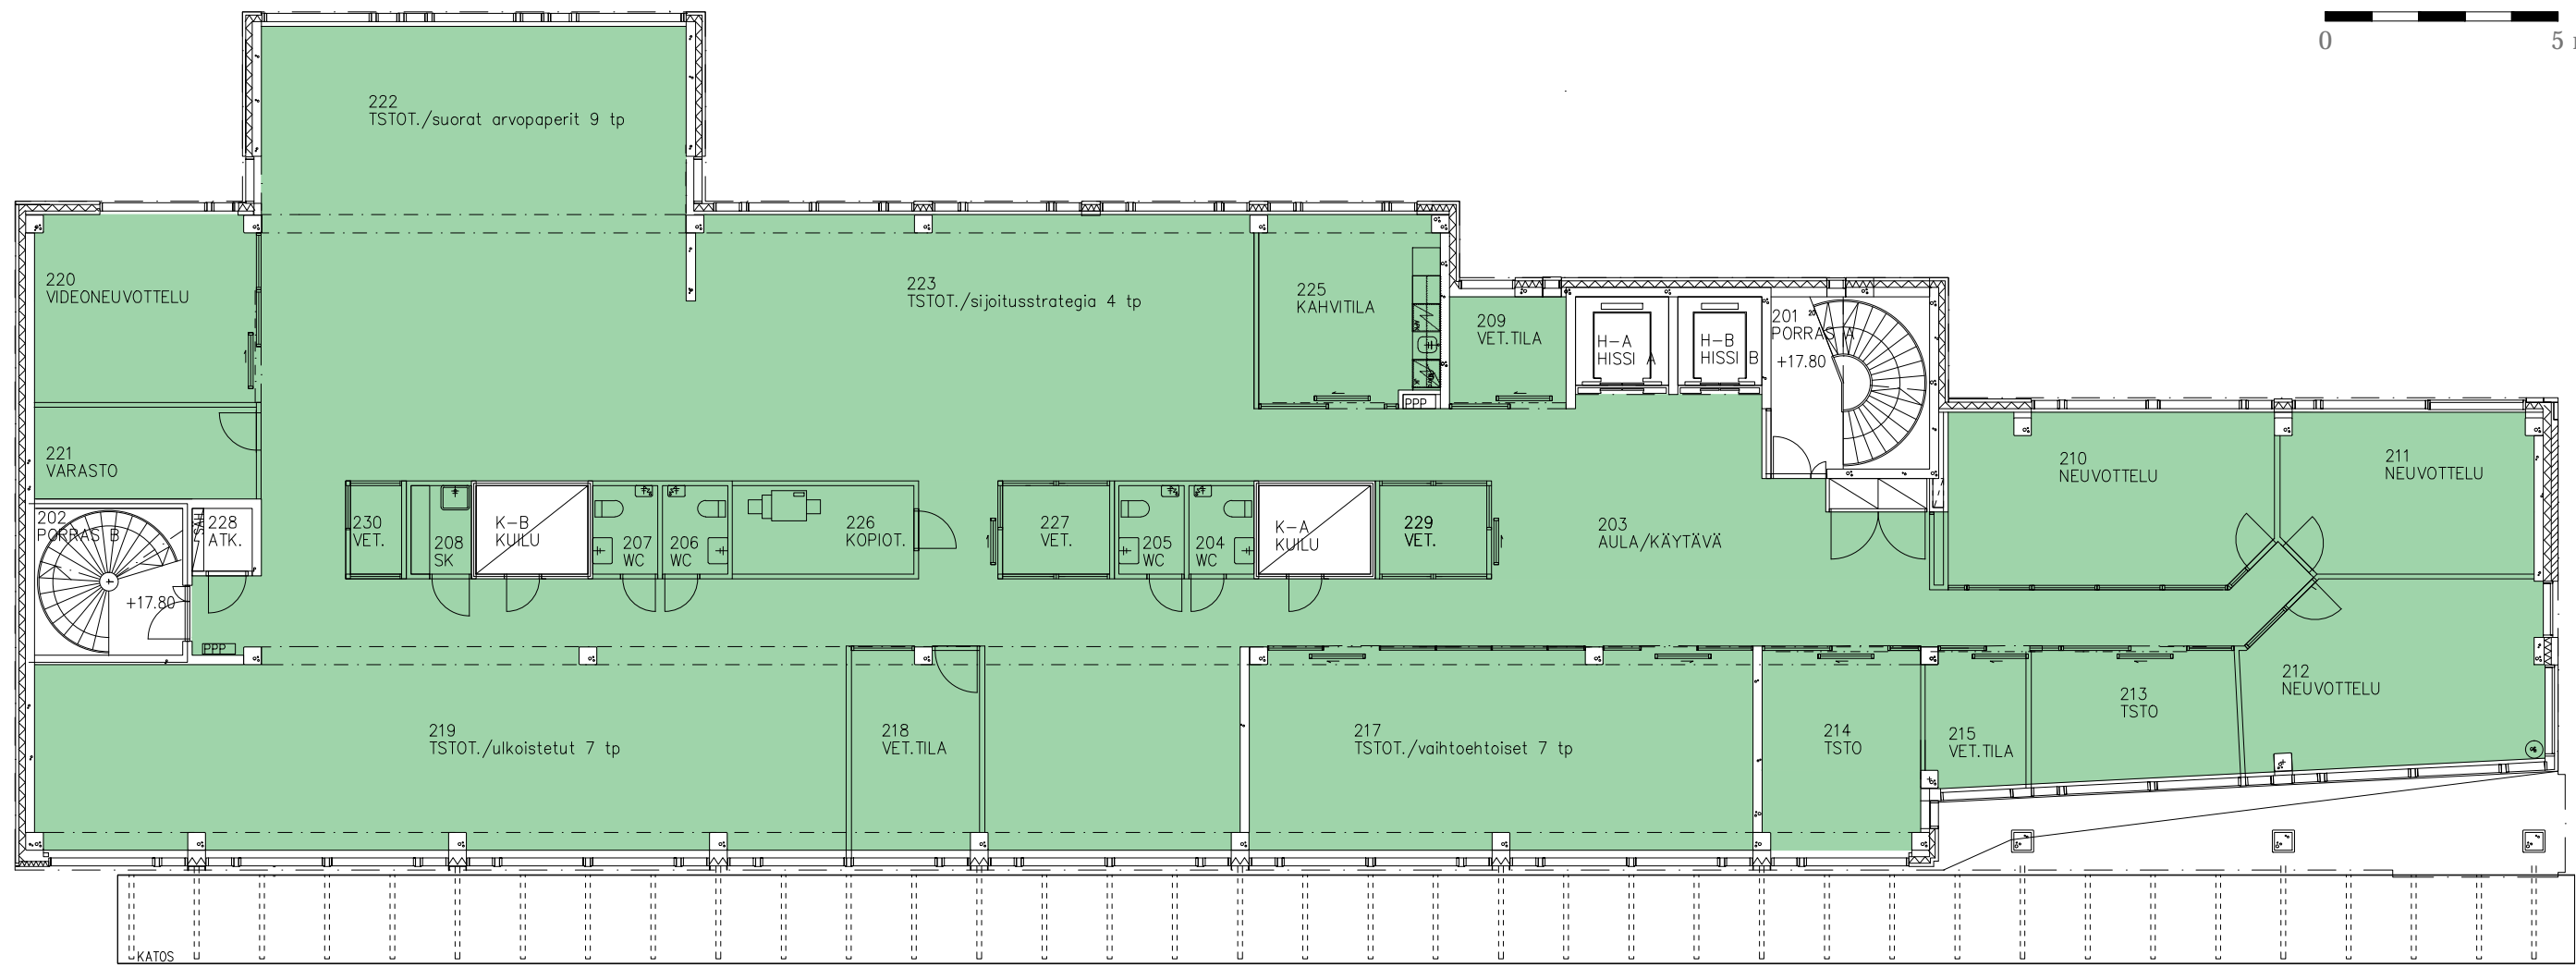 0 5
222
TSTOT./suorat arvopaperit 9 tp
220
VIDEONEUVOTTELU
223
TSTOT./sijoitusstrategia 4 tp
225
KAHVITILA
209
VET.TILA
H-A
HISSI A
H-B
HISSI B
201
PORRAS A
+17.80
20
PPP
221
VARASTO
210
NEUVOTTELU
211
NEUVOTTELU
202
PORRAS B
+17.80
SÄH
228
ATK.
230
VET.
208
SK
K-B
KUILU
207
WC
206
WC
226
KOPIOT.
227
VET.
205
WC
204
WC
K-A
KUILU
229
VET.
203
AULA/KÄYTÄVÄ
PPP
212
NEUVOTTELU
213
TSTO
219
TSTOT./ulkoistetut 7 tp
218
VET.TILA
217
TSTOT./vaihtoehtoiset 7 tp
214
TSTO
215
VET.TILA
KATOS